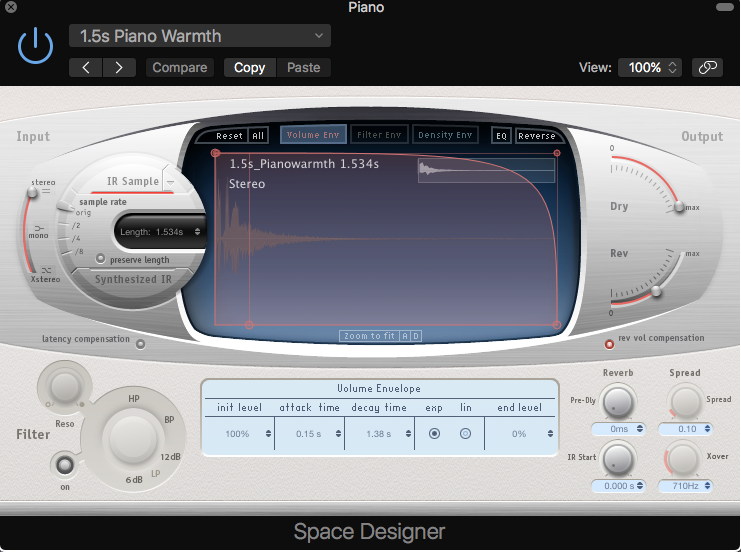 Piano
1.5s Piano Warmth
Compare Copy Paste
View: 100%
Input
Reset All Volume Env Filter Env Density Env EQ Reverse
Output
stereo
mono
Xstereo
IR Sample
sample rate
orig
/2
/4
/8
Length: 1.534s
preserve length
Synthesized IR
1.5s_Pianowarmth 1.534s
Stereo
Zoom to fit A D
0
Dry
max
Rev
max
0
latency compensation
rev vol compensation
Reso
Filter
on
HP
BP
12dB
LP
6dB
Volume Envelope
init level attack time decay time exp lin end level
100% 0.15 s 1.38 s 0%
Reverb Spread
Pre-Dly Spread
0ms 0.10
IR Start Xover
0.000 s 710Hz
Space Designer